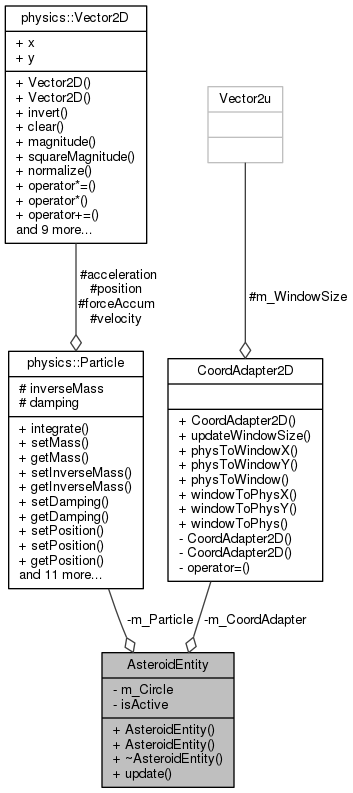 physics::Vector2D
+ x
+ y
+ Vector2D()
+ Vector2D()
+ invert()
+ clear()
+ magnitude()
+ squareMagnitude()
+ normalize()
+ operator*=()
+ operator*()
+ operator+=()
and 9 more...
Vector2u
#acceleration
#position
#forceAccum
#velocity
#m_WindowSize
physics::Particle
# inverseMass
# damping
+ integrate()
+ setMass()
+ getMass()
+ setInverseMass()
+ getInverseMass()
+ setDamping()
+ getDamping()
+ setPosition()
+ setPosition()
+ getPosition()
and 11 more...
CoordAdapter2D
+ CoordAdapter2D()
+ updateWindowSize()
+ physToWindowX()
+ physToWindowY()
+ physToWindow()
+ windowToPhysX()
+ windowToPhysY()
+ windowToPhys()
- CoordAdapter2D()
- CoordAdapter2D()
- operator=()
-m_Particle
-m_CoordAdapter
AsteroidEntity
- m_Circle
- isActive
+ AsteroidEntity()
+ AsteroidEntity()
+ ~AsteroidEntity()
+ update()